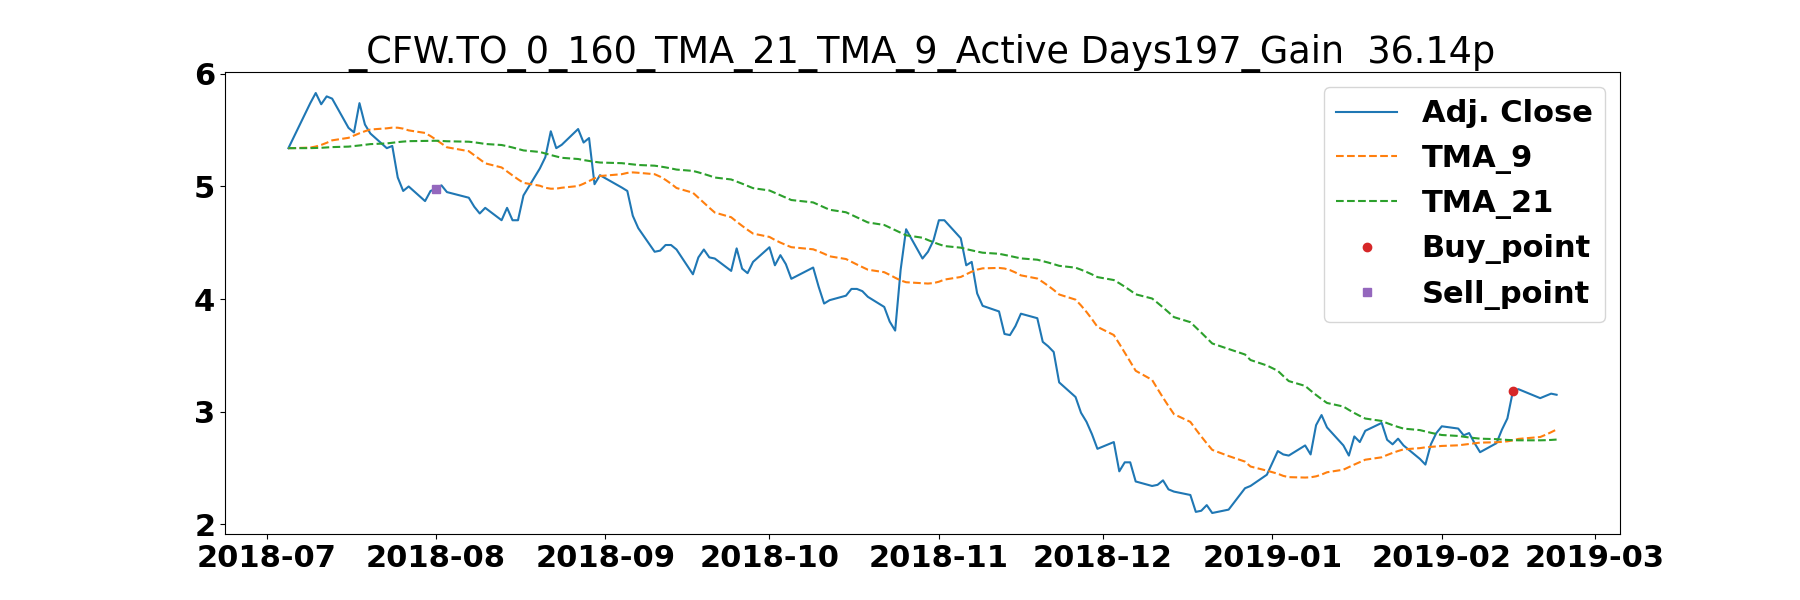 _CFW.TO_0_160_TMA_21_TMA_9_Active Days197_Gain  36.14p
6
5
4
3
2
Adj. Close
TMA_9
TMA_21
Buy_point
Sell_point
2018-07 2018-08 2018-09 2018-10 2018-11 2018-12 2019-01 2019-02 2019-03